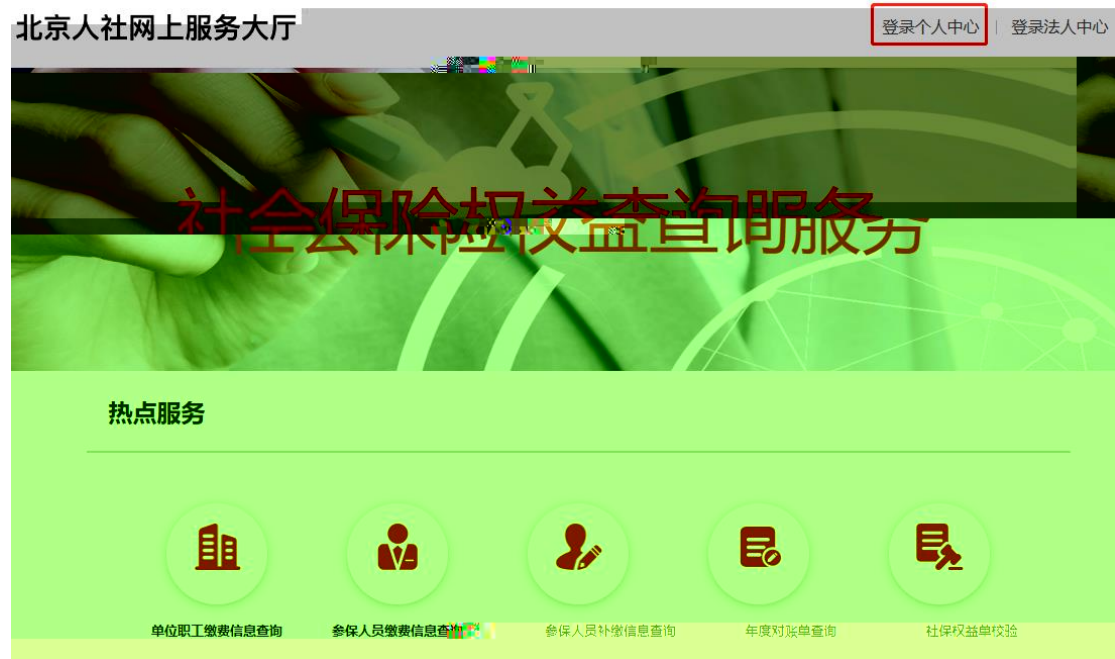 北京人社网上服务大厅
登录个人中心 | 登录法人中心
社会保险权益查询服务
热点服务
单位职工缴费信息查询 参保人员缴费信息查询 参保人员补缴信息查询 年度对账单查询 社保权益单校验